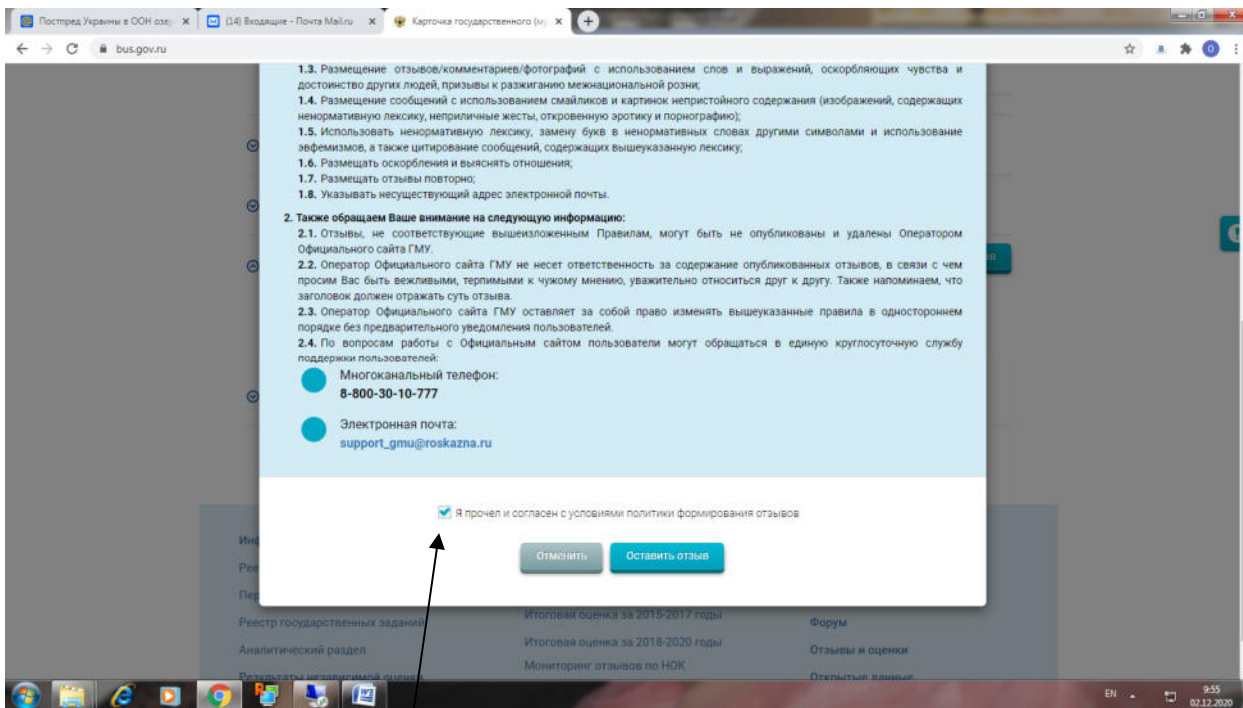 Постпред Украины в ООН озву
(14) Входящие - Почта Mail.ru
Карточка государственного (му
bus.gov.ru
1.3. Размещение отзывов/комментариев/фотографий с использованием слов и выражений, оскорбляющих чувства и
достоинство других людей, призывы к разжиганию межнациональной розни;
1.4. Размещение сообщений с использованием смайликов и картинок непристойного содержания (изображений, содержащих
ненормативную лексику, неприличные жесты, откровенную эротику и порнографию);
1.5. Использовать ненормативную лексику, замену букв в ненормативных словах другими символами и использование
эвфемизмов, а также цитирование сообщений, содержащих вышеуказанную лексику;
1.6. Размещать оскорбления и выяснять отношения;
1.7. Размещать отзывы повторно;
1.8. Указывать несуществующий адрес электронной почты.
2. Также обращаем Ваше внимание на следующую информацию:
2.1. Отзывы, не соответствующие вышеизложенным Правилам, могут быть не опубликованы и удалены Оператором
Официального сайта ГМУ.
2.2. Оператор Официального сайта ГМУ не несет ответственность за содержание опубликованных отзывов, в связи с чем
просим Вас быть вежливыми, терпимыми к чужому мнению, уважительно относиться друг к другу. Также напоминаем, что
заголовок должен отражать суть отзыва.
2.3. Оператор Официального сайта ГМУ оставляет за собой право изменять вышеуказанные правила в одностороннем
порядке без предварительного уведомления пользователей.
2.4. По вопросам работы с Официальным сайтом пользователи могут обращаться в единую круглосуточную службу
поддержки пользователей:
Многоканальный телефон:
8-800-30-10-777
Электронная почта:
support_gmu@roskazna.ru
Я прочел и согласен с условиями политики формирования отзывов
Отменить
Оставить отзыв
Реестр государственных заданий
Аналитический раздел
Результаты независимой оценки
Итоговая оценка за 2015-2017 годы
Итоговая оценка за 2018-2020 годы
Мониторинг отзывов по НОК
Форум
Отзывы и оценки
Открытые данные
EN
9:55
02.12.2020